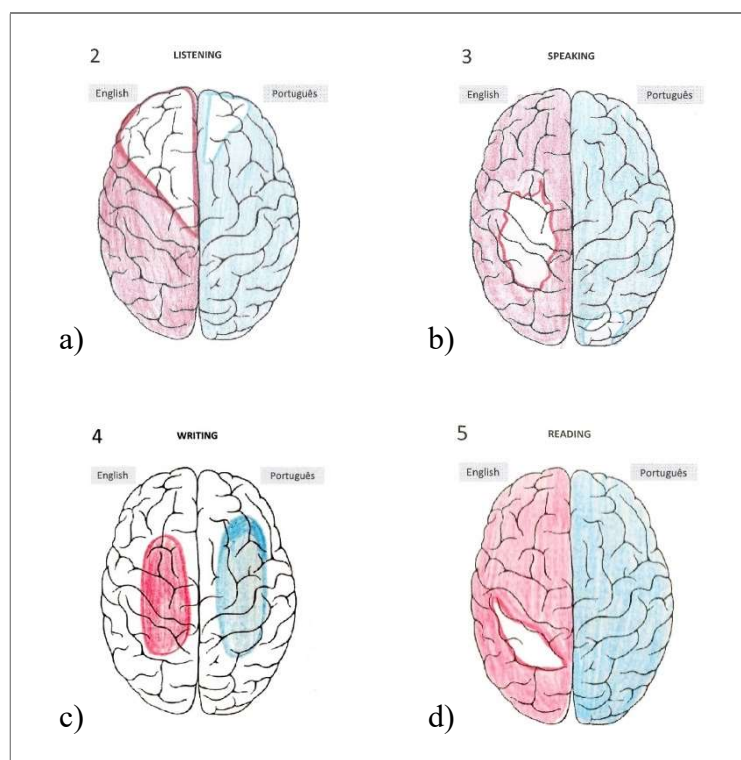 2 LISTENING
English Português
a)
3 SPEAKING
English Português
b)
4 WRITING
English Português
c)
5 READING
English Português
d)